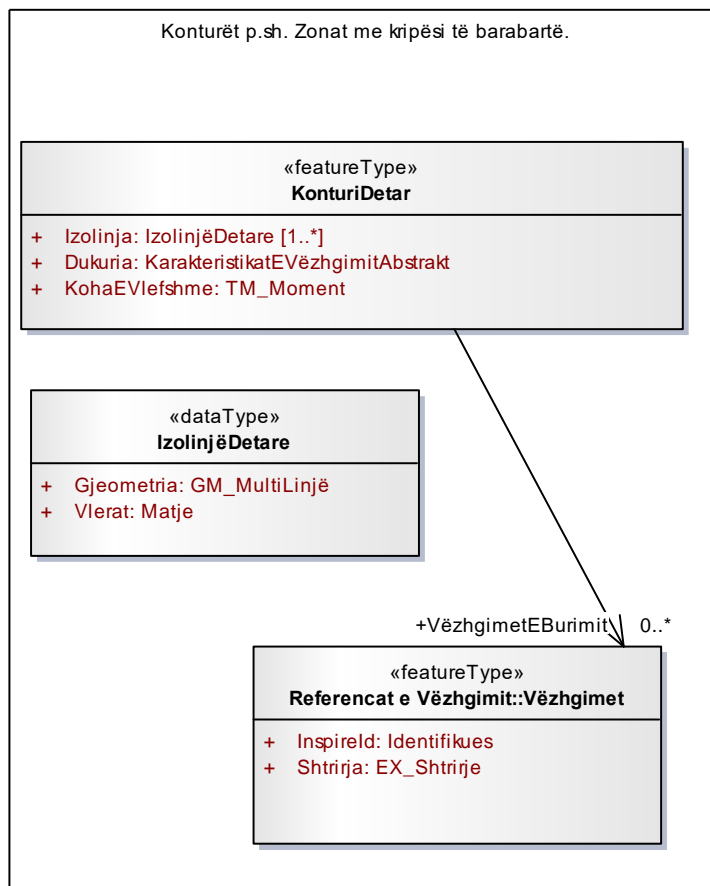 Konturët p.sh. Zonat me kripësi të barabartë.
«featureType»
KonturiDetar
+ Izolinja: IzolinjëDetare [1..*]
+ Dukuria: KarakteristikatEVëzhgimitAbstrakt
+ KohaEVlefshme: TM_Moment
«dataType»
IzolinjëDetare
+ Gjeometria: GM_MultiLinjë
+ Vlerat: Matje
+VëzhgimetEBurimit 0..*
«featureType»
Referencat e Vëzhgimit::Vëzhgimet
+ InspireId: Identifikues
+ Shtrirja: EX_Shtrirje